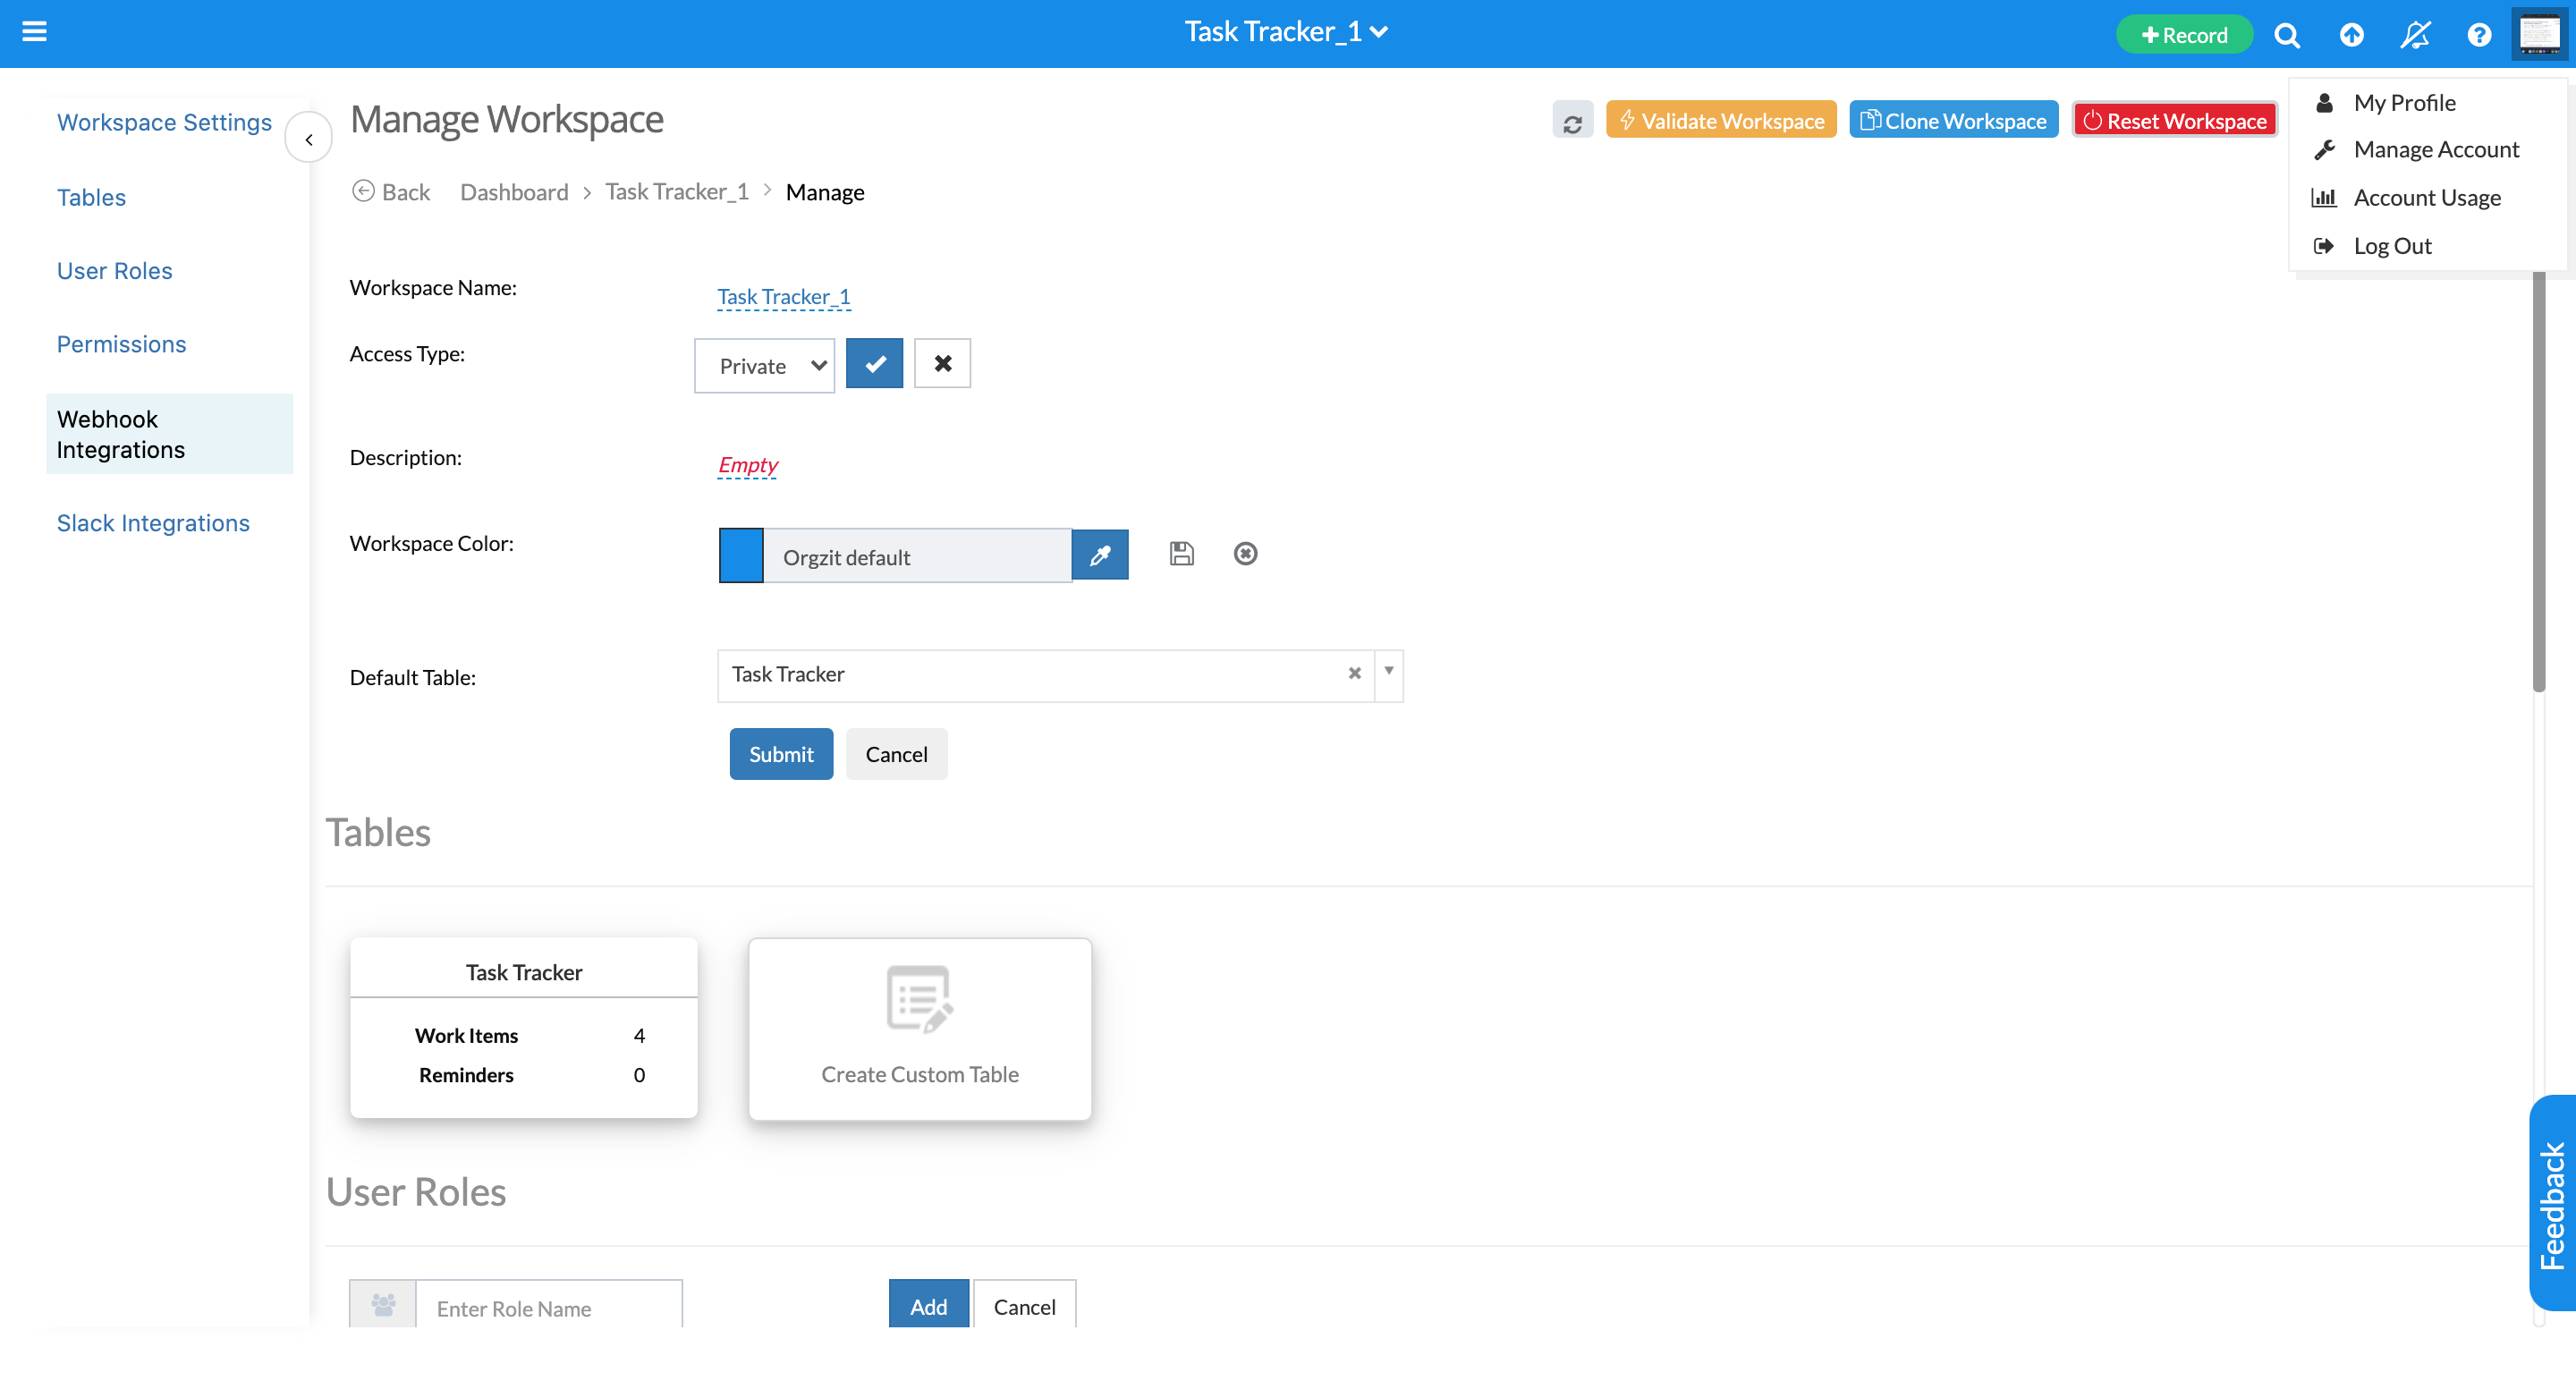 Task Tracker_1
Record
My Profile
Manage Account
Account Usage
Log Out
Workspace Settings
Tables
User Roles
Permissions
Webhook
Integrations
Slack Integrations
Manage Workspace
Validate Workspace
Clone Workspace
Reset Workspace
Back Dashboard > Task Tracker_1 > Manage
Workspace Name: Task Tracker_1
Access Type: Private
Description: Empty
Workspace Color: Orgzit default
Default Table: Task Tracker
Submit Cancel
Tables
Task Tracker
Work Items 4
Reminders 0
Create Custom Table
User Roles
Enter Role Name
Add Cancel
Feedback